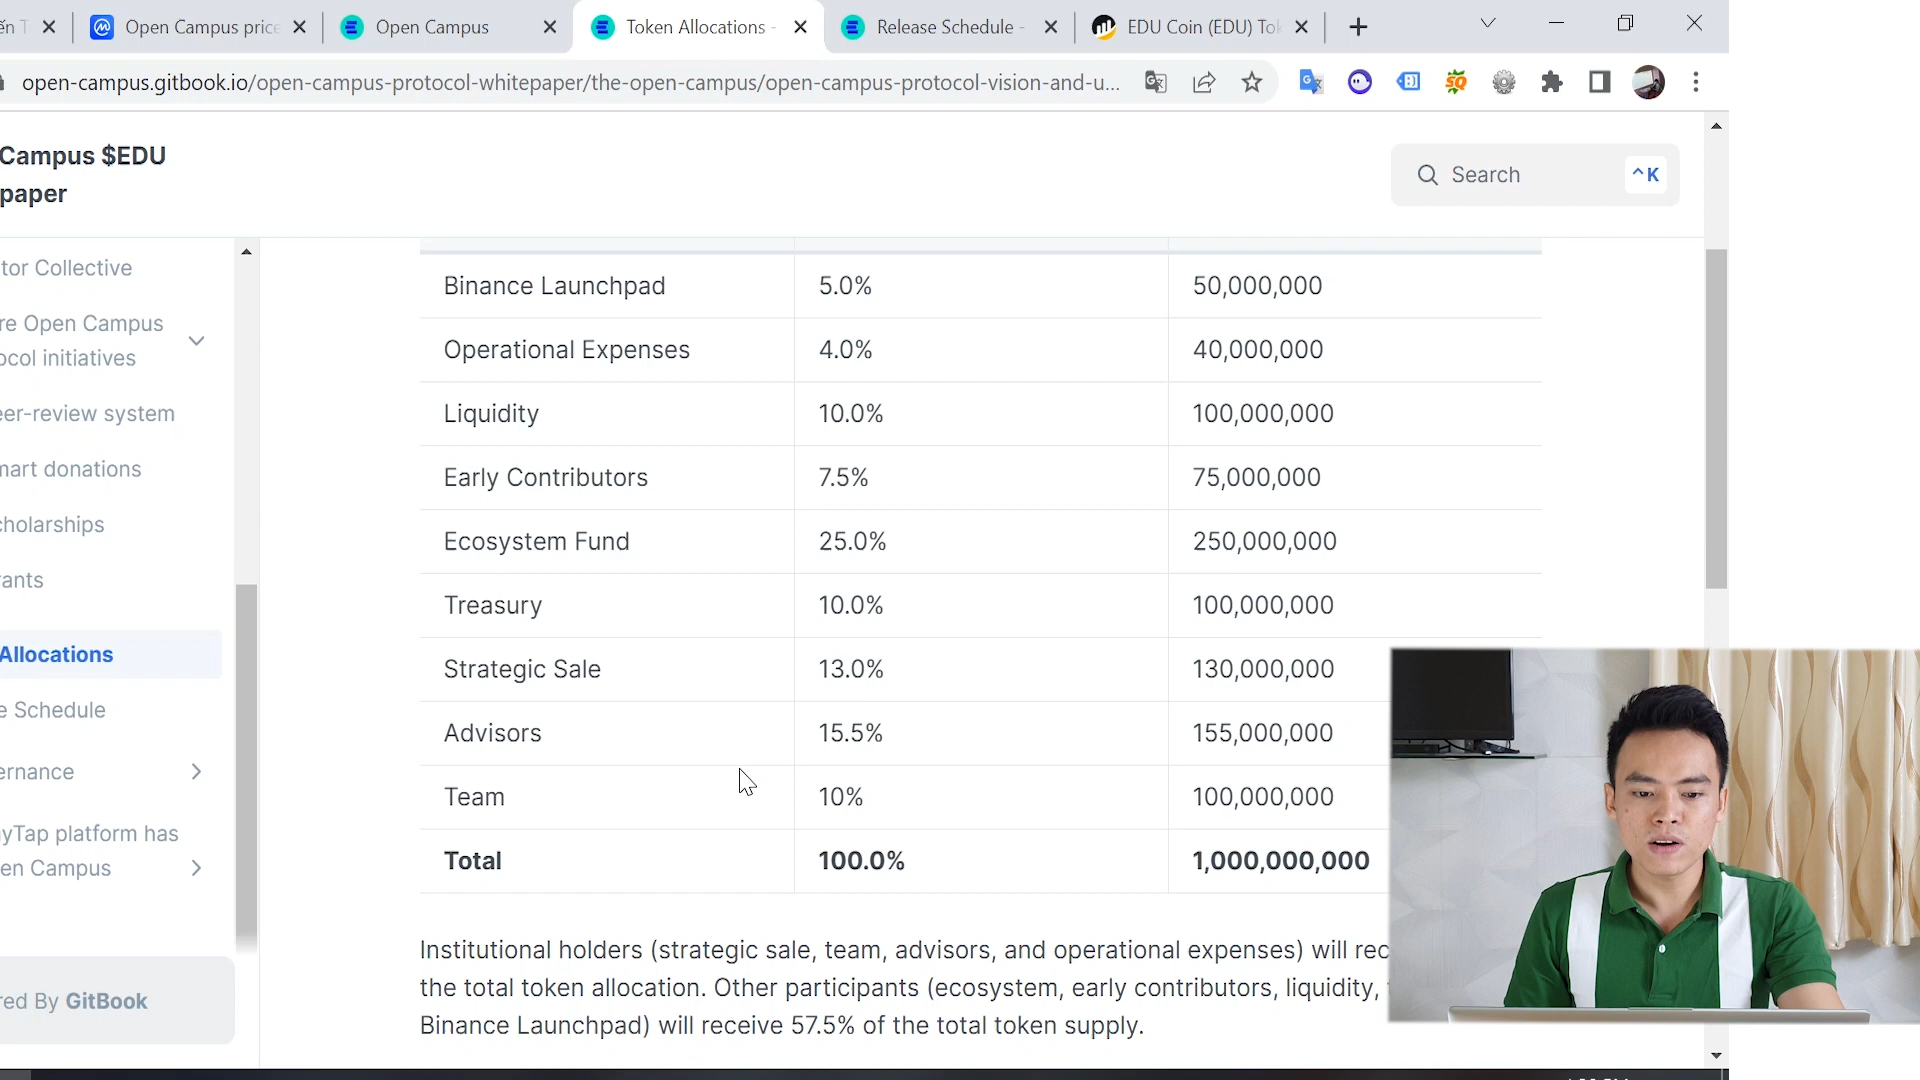 ến T
Open Campus price
Open Campus
Token Allocations -
Release Schedule -
EDU Coin (EDU) Tok
open-campus.gitbook.io/open-campus-protocol-whitepaper/the-open-campus/open-campus-protocol-vision-and-u...
Campus $EDU
paper
Search
^K
tor Collective
re Open Campus
ocol initiatives
eer-review system
mart donations
cholarships
rants
Allocations
e Schedule
ernance
yTap platform has
en Campus
red By GitBook
Binance Launchpad 5.0% 50,000,000
Operational Expenses 4.0% 40,000,000
Liquidity 10.0% 100,000,000
Early Contributors 7.5% 75,000,000
Ecosystem Fund 25.0% 250,000,000
Treasury 10.0% 100,000,000
Strategic Sale 13.0% 130,000,000
Advisors 15.5% 155,000,000
Team 10% 100,000,000
Total 100.0% 1,000,000,000
Institutional holders (strategic sale, team, advisors, and operational expenses) will rec
the total token allocation. Other participants (ecosystem, early contributors, liquidity,
Binance Launchpad) will receive 57.5% of the total token supply.